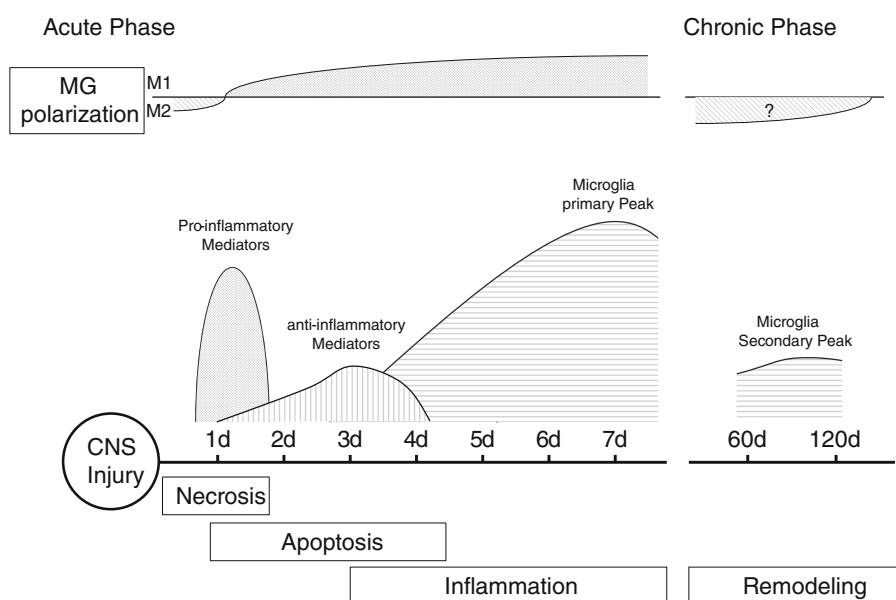 Acute Phase
Chronic Phase
MG
polarization
M1
M2
?
Microglia
primary Peak
Pro-inflammatory
Mediators
anti-inflammatory
Mediators
Microglia
Secondary Peak
CNS
Injury
1d 2d 3d 4d 5d 6d 7d 60d 120d
Necrosis
Apoptosis
Inflammation
Remodeling